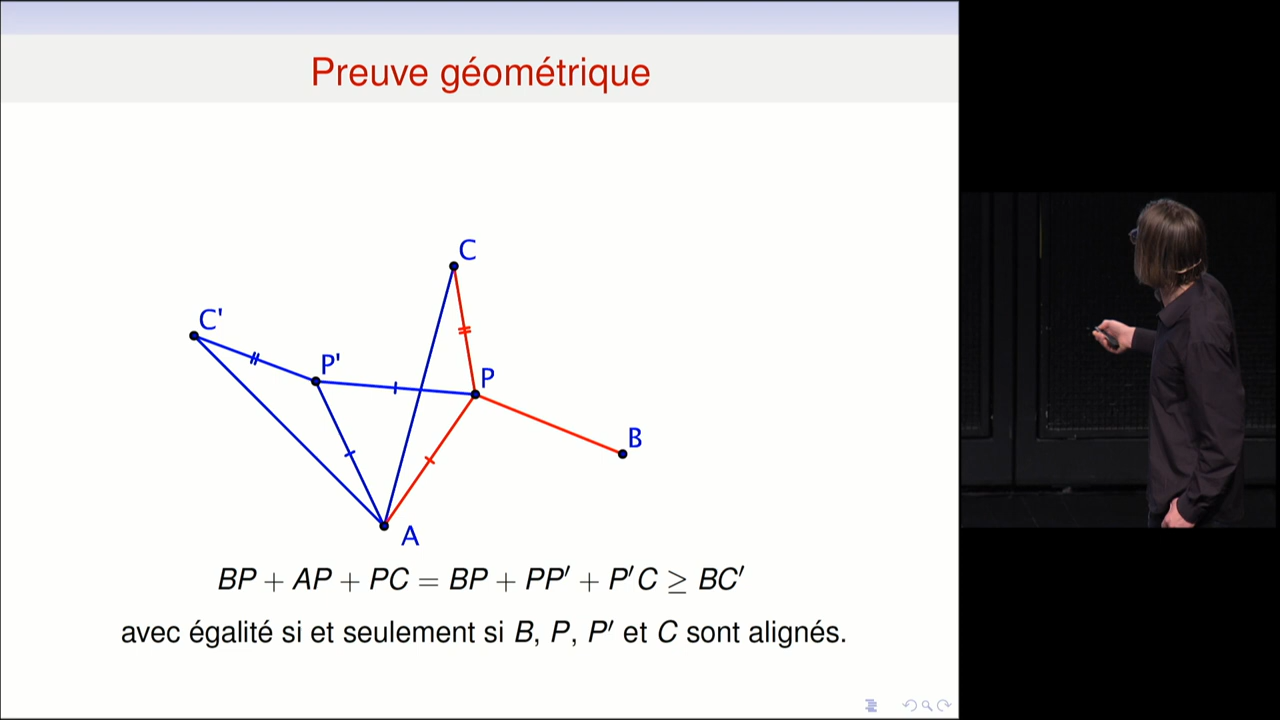 Preuve géométrique
C
C'
P'
P
B
A
BP + AP + PC = BP + PP′ + P′C ≥ BC′
avec égalité si et seulement si B, P, P′ et C sont alignés.